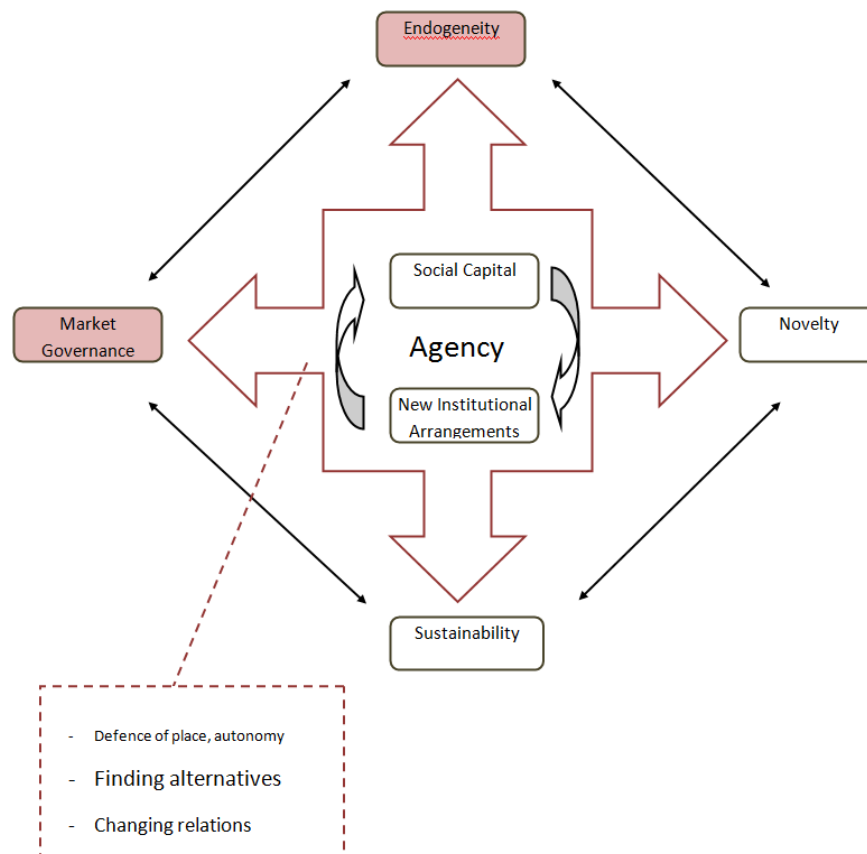 Endogeneity
Social Capital
Market
Governance
Agency
Novelty
New Institutional
Arrangements
Sustainability
- Defence of place, autonomy
- Finding alternatives
- Changing relations